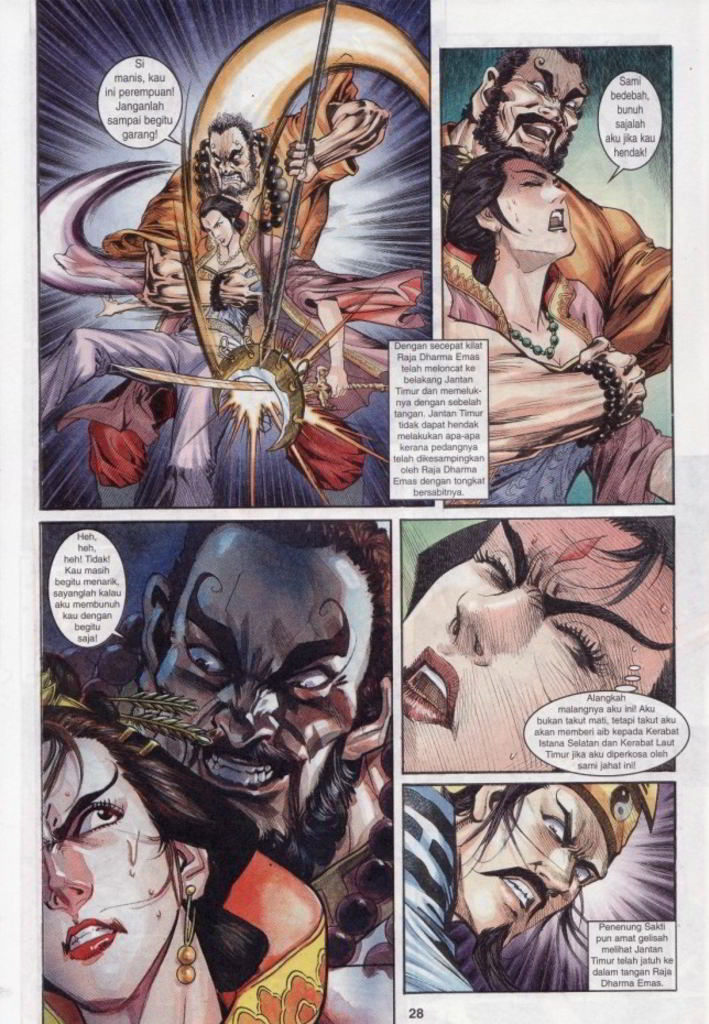 Si
manis, kau
ini perempuan!
Janganlah
sampai begitu
garang!
Sami
bedebah,
bunuh
sajalah
aku jika kau
hendak!
Dengan secepat kilat
Raja Dharma Emas
telah meloncat ke
belakang Jantan
Timur dan memeluk-
nya dengan sebelah
tangan. Jantan Timur
tidak dapat hendak
melakukan apa-apa
kerana pedangnya
telah dikesampingkan
oleh Raja Dharma
Emas dengan tongkat
bersabitnya.
Heh,
heh,
heh! Tidak!
Kau masih
begitu menarik,
sayanglah kalau
aku membunuh
kau dengan
begitu
saja!
Alangkah
malangnya aku ini! Aku
bukan takut mati, tetapi takut aku
akan memberi aib kepada Kerabat
Istana Selatan dan Kerabat Laut
Timur jika aku diperkosa oleh
sami jahat ini!
Penenung Sakti
pun amat gelisah
melihat Jantan
Timur telah jatuh ke
dalam tangan Raja
Dharma Emas.
28